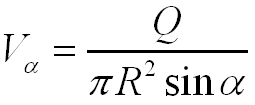 V_α = Q / (πR² sin α)